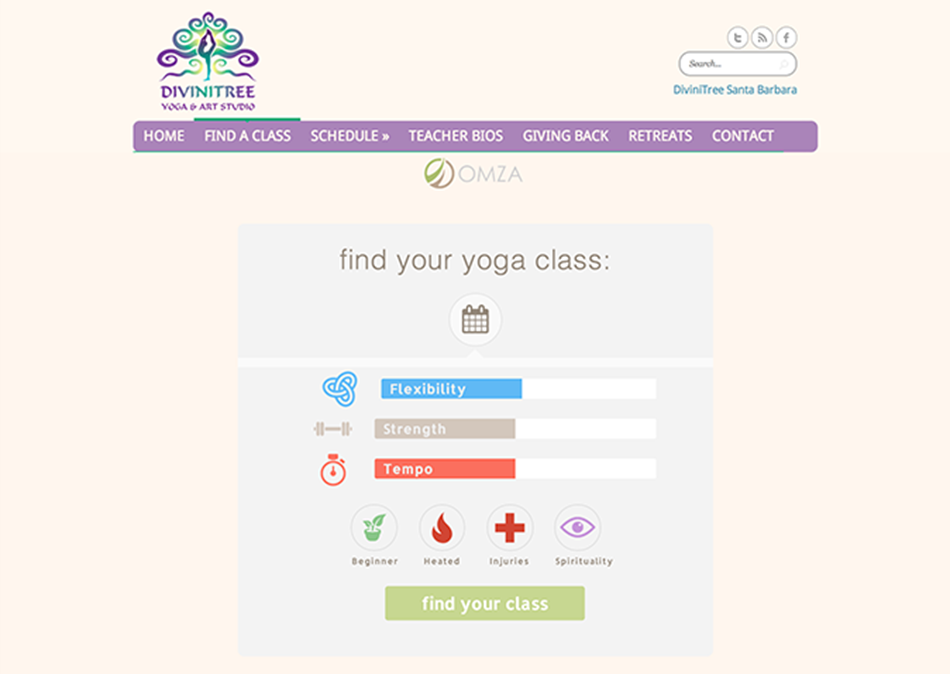 DIVINITREE
YOGA & ART STUDIO
Search...
DiviniTree Santa Barbara
HOME FIND A CLASS SCHEDULE » TEACHER BIOS GIVING BACK RETREATS CONTACT
OMZA
find your yoga class:
Flexibility
Strength
Tempo
Beginner Heated Injuries Spirituality
find your class